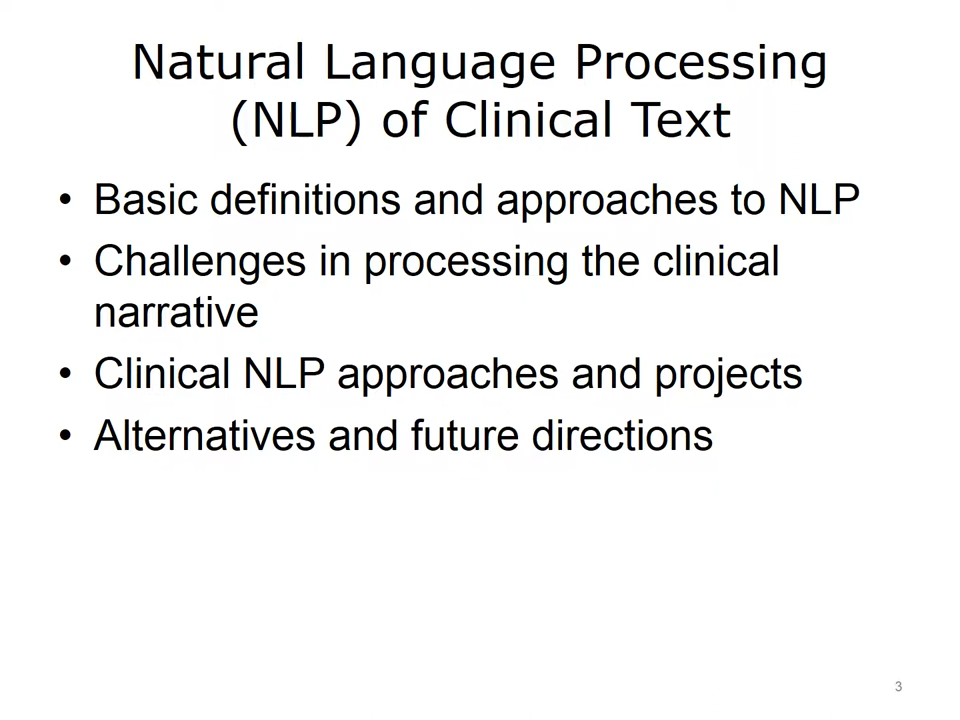 Natural Language Processing
(NLP) of Clinical Text
• Basic definitions and approaches to NLP
• Challenges in processing the clinical
narrative
• Clinical NLP approaches and projects
• Alternatives and future directions
3